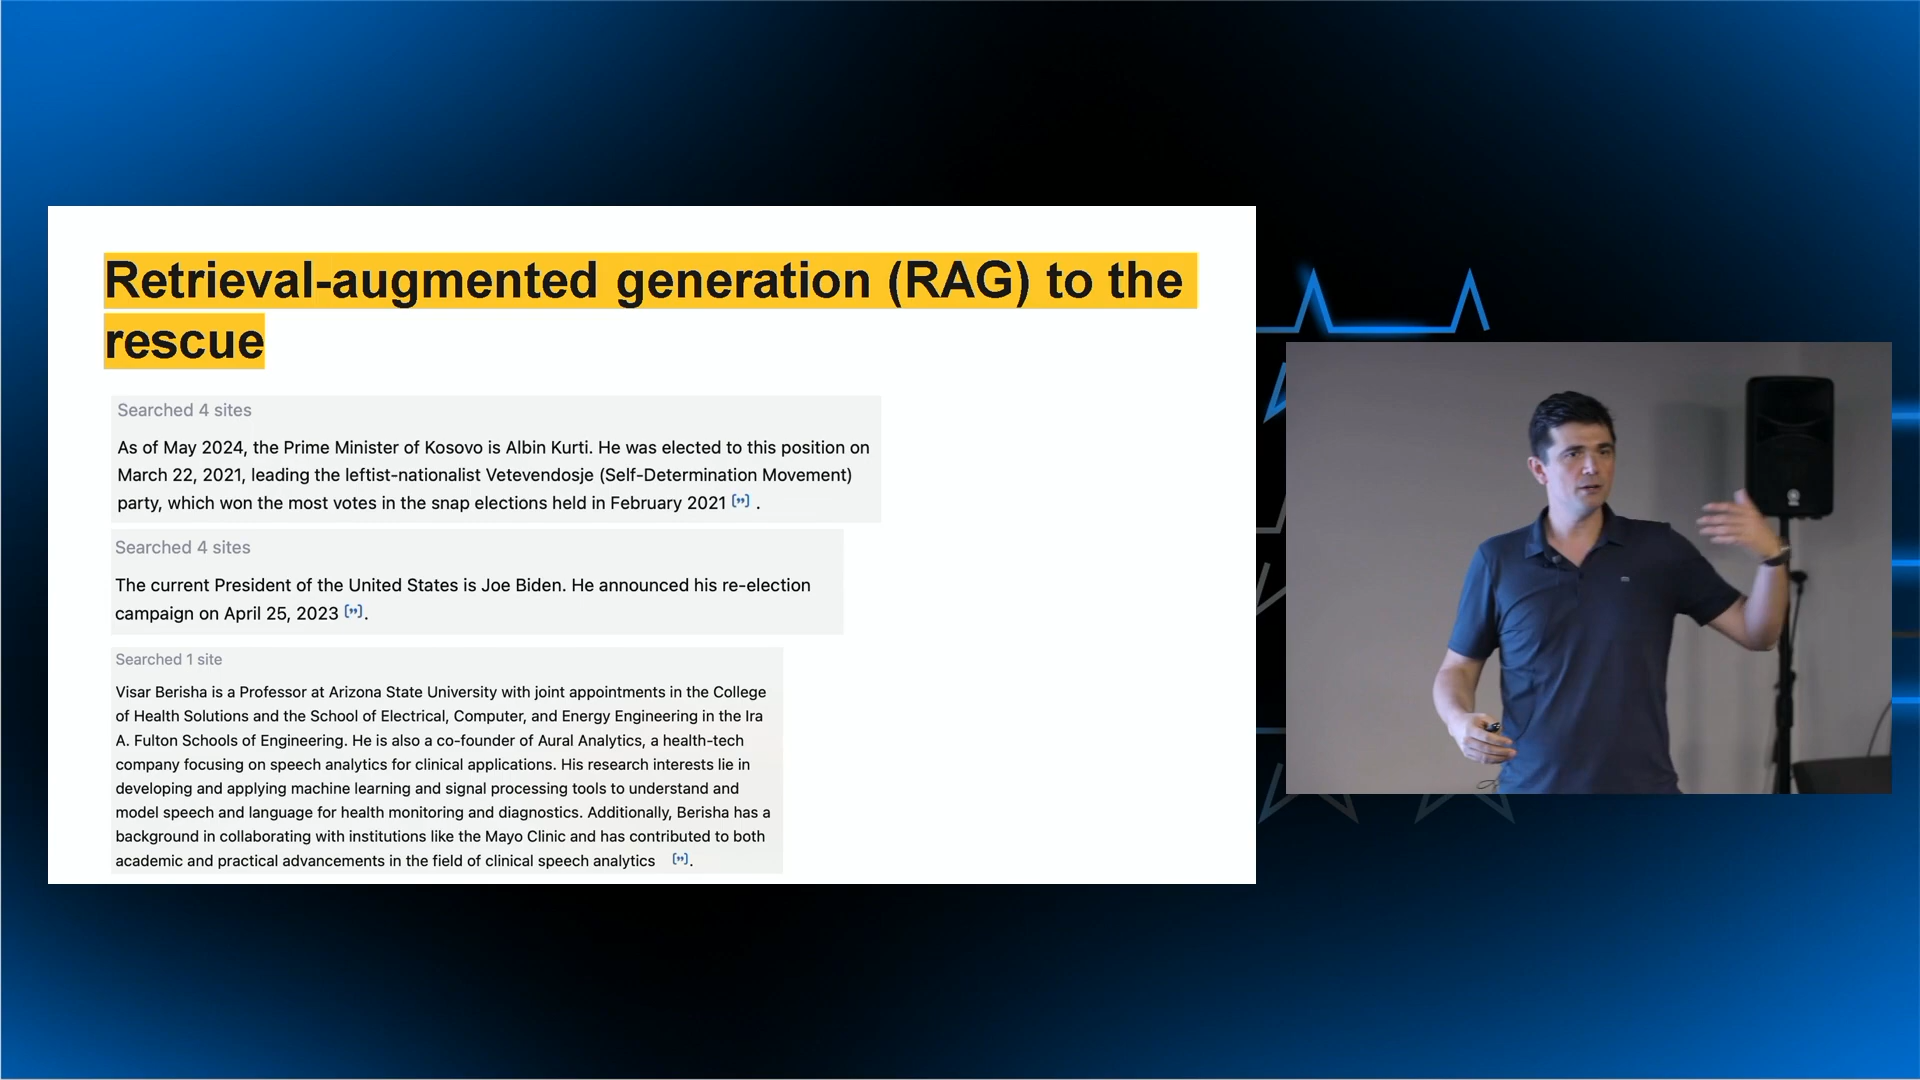 Retrieval-augmented generation (RAG) to the
rescue
Searched 4 sites
As of May 2024, the Prime Minister of Kosovo is Albin Kurti. He was elected to this position on
March 22, 2021, leading the leftist-nationalist Vetevendosje (Self-Determination Movement)
party, which won the most votes in the snap elections held in February 2021 ["] .
Searched 4 sites
The current President of the United States is Joe Biden. He announced his re-election
campaign on April 25, 2023 ["].
Searched 1 site
Visar Berisha is a Professor at Arizona State University with joint appointments in the College
of Health Solutions and the School of Electrical, Computer, and Energy Engineering in the Ira
A. Fulton Schools of Engineering. He is also a co-founder of Aural Analytics, a health-tech
company focusing on speech analytics for clinical applications. His research interests lie in
developing and applying machine learning and signal processing tools to understand and
model speech and language for health monitoring and diagnostics. Additionally, Berisha has a
background in collaborating with institutions like the Mayo Clinic and has contributed to both
academic and practical advancements in the field of clinical speech analytics ["].